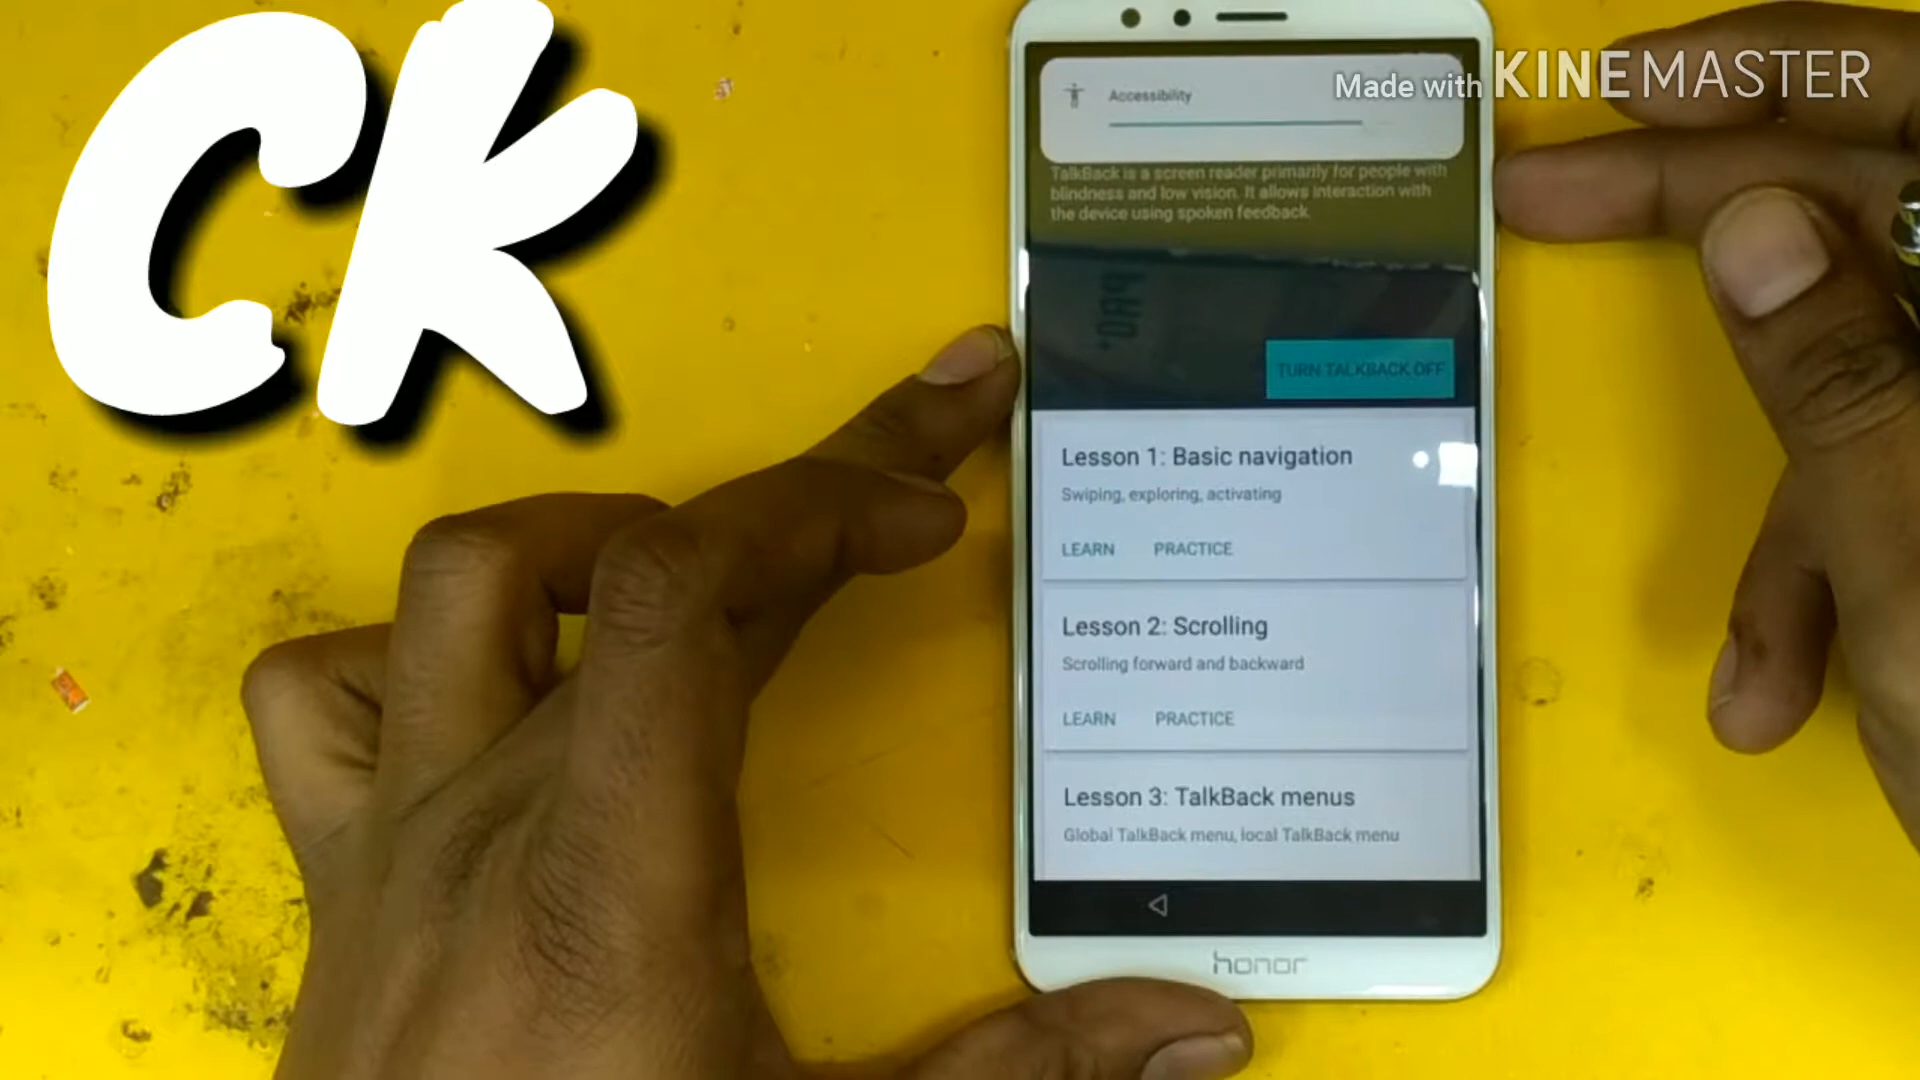 CK
Made with KINEMASTER
Accessibility
TalkBack is a screen reader primarily for people with
blindness and low vision. It allows interaction with
the device using spoken feedback.
TURN TALKBACK OFF
Lesson 1: Basic navigation
Swiping, exploring, activating
LEARN PRACTICE
Lesson 2: Scrolling
Scrolling forward and backward
LEARN PRACTICE
Lesson 3: TalkBack menus
Global TalkBack menu, local TalkBack menu
honor